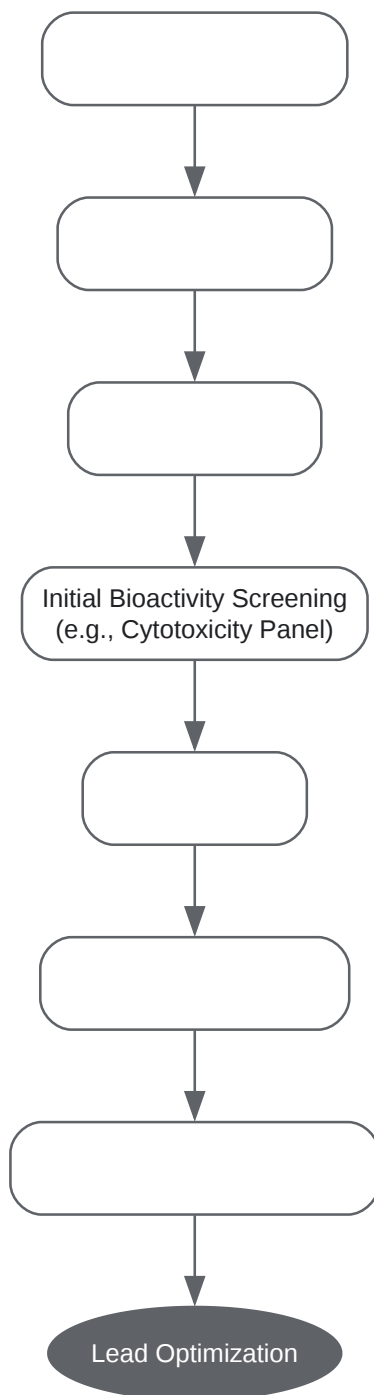 Initial Bioactivity Screening
(e.g., Cytotoxicity Panel)
Lead Optimization